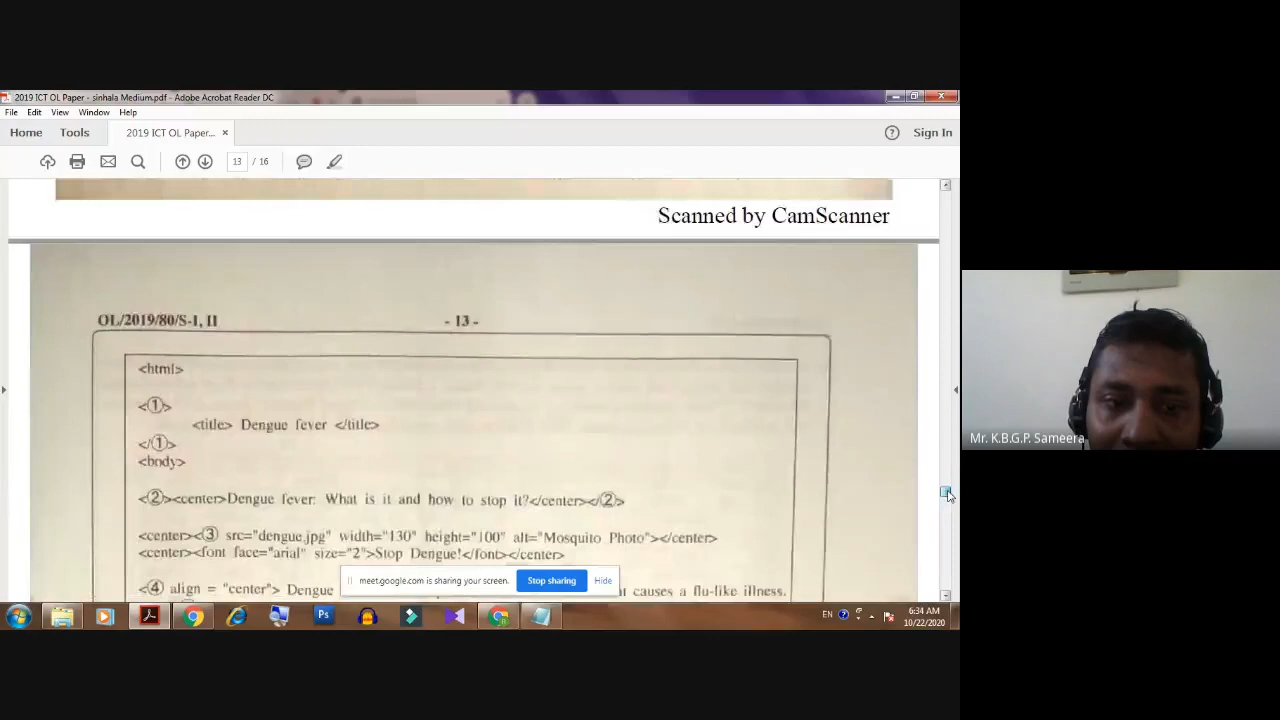 2019 ICT OL Paper - sinhala Medium.pdf - Adobe Acrobat Reader DC
File Edit View Window Help
Home Tools 2019 ICT OL Paper... × Sign In
13 / 16
Scanned by CamScanner
OL/2019/80/S-I, II - 13 -
<html>
<①>
<title> Dengue fever </title>
</①>
<body>
<②><center>Dengue fever: What is it and how to stop it?</center></②>
<center><③ src="dengue.jpg" width="130" height="100" alt="Mosquito Photo"></center>
<center><font face="arial" size="2">Stop Dengue!</font></center>
<④ align = "center"> Dengue causes a flu-like illness.
meet.google.com is sharing your screen. Stop sharing Hide
Mr. K.B.G.P. Sameera
Ps
EN 6:34 AM
10/22/2020